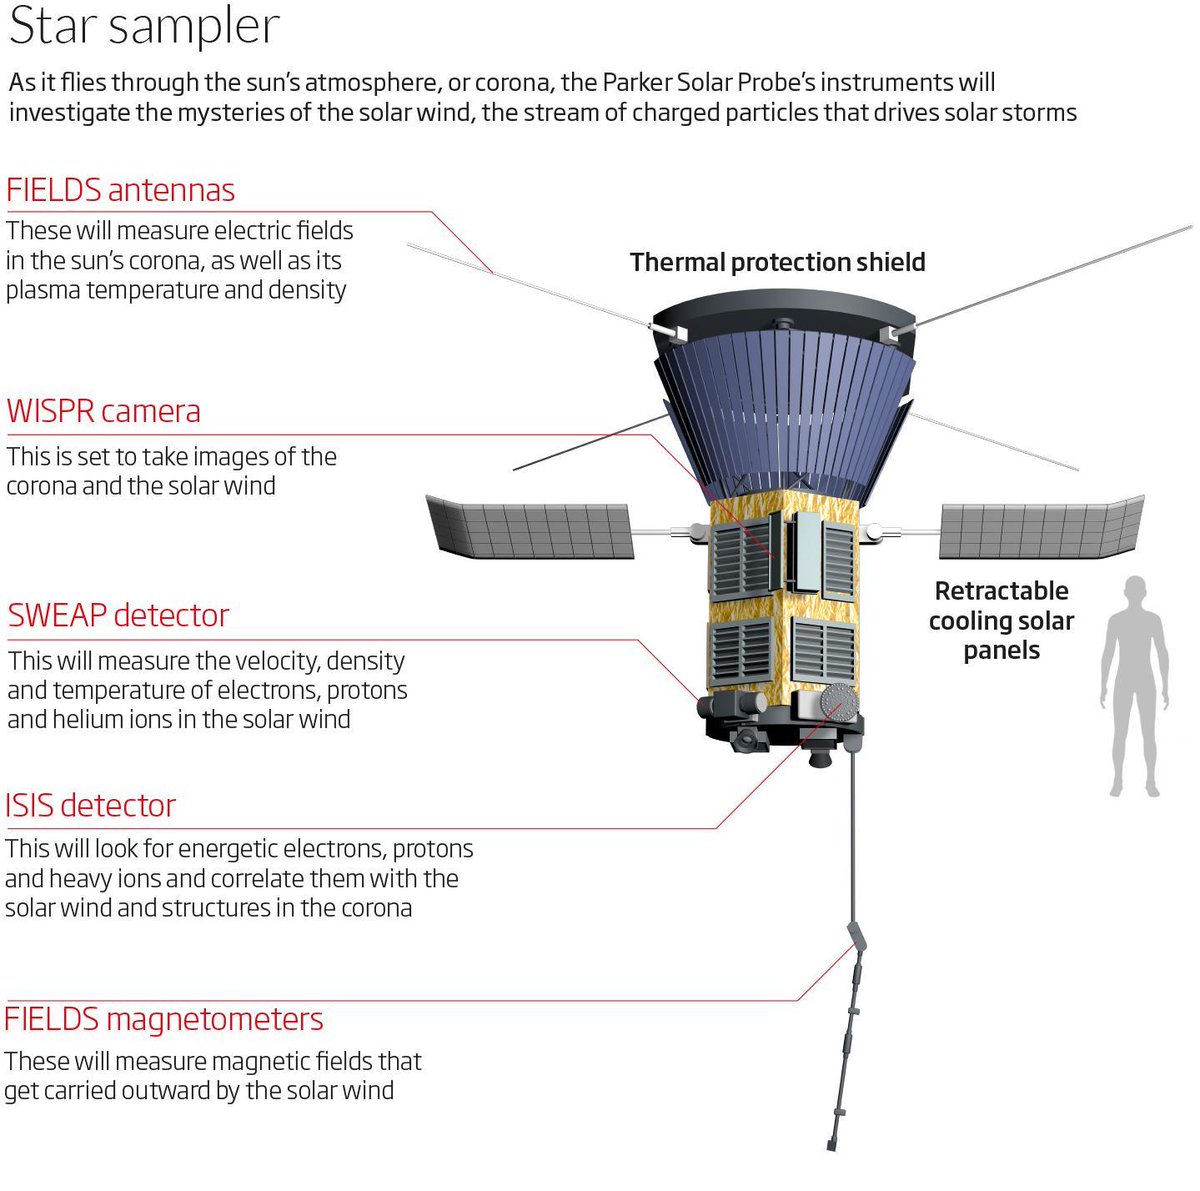 Star sampler
As it flies through the sun's atmosphere, or corona, the Parker Solar Probe's instruments will
investigate the mysteries of the solar wind, the stream of charged particles that drives solar storms
FIELDS antennas
These will measure electric fields
in the sun's corona, as well as its
plasma temperature and density
Thermal protection shield
WISPR camera
This is set to take images of the
corona and the solar wind
SWEAP detector
This will measure the velocity, density
and temperature of electrons, protons
and helium ions in the solar wind
Retractable
cooling solar
panels
ISIS detector
This will look for energetic electrons, protons
and heavy ions and correlate them with the
solar wind and structures in the corona
FIELDS magnetometers
These will measure magnetic fields that
get carried outward by the solar wind